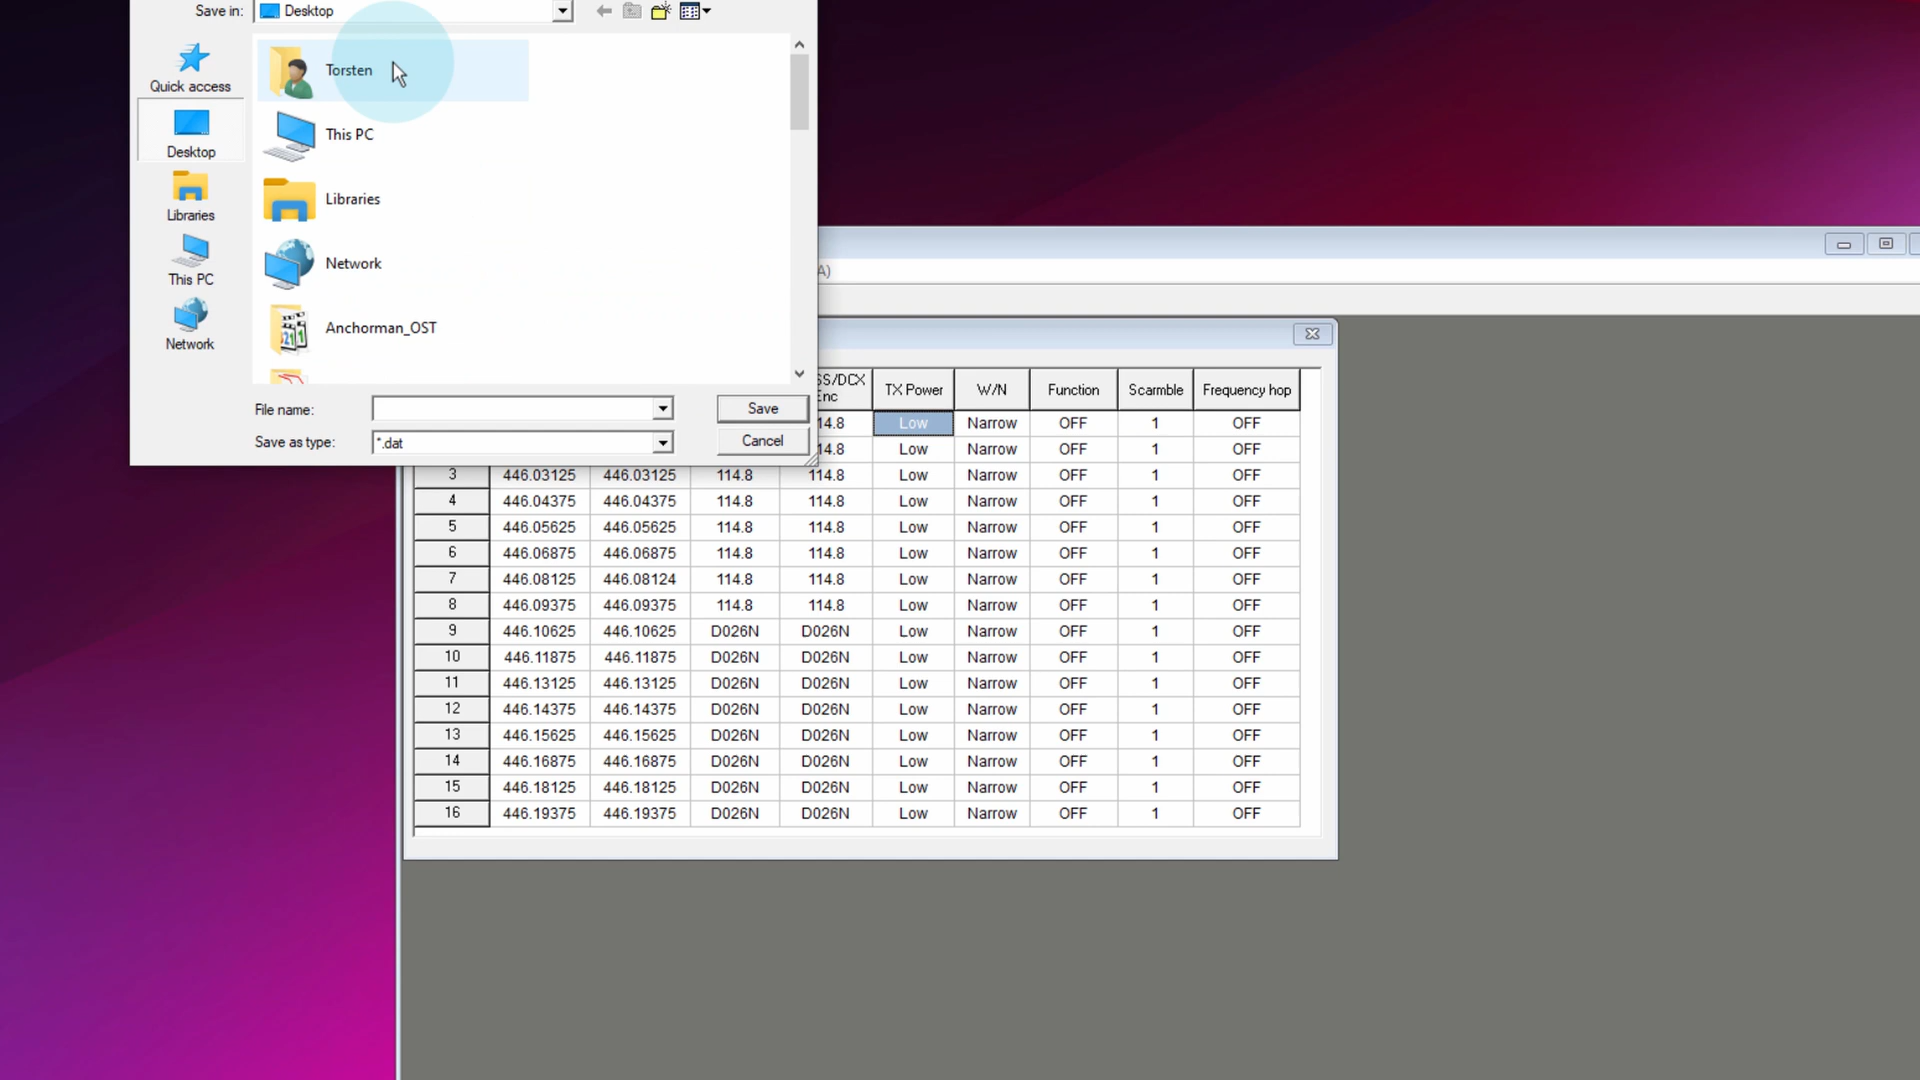 Save in: Desktop
Quick access
Desktop
Libraries
This PC
Network
Torsten
This PC
Libraries
Network
Anchorman_OST
File name:
Save
Save as type: *.dat
Cancel
A)
SS/DCX TX Power W/N Function Scarmble Frequency hop
Enc
14.8 Low Narrow OFF 1 OFF
14.8 Low Narrow OFF 1 OFF
3 446.03125 446.03125 114.8 114.8 Low Narrow OFF 1 OFF
4 446.04375 446.04375 114.8 114.8 Low Narrow OFF 1 OFF
5 446.05625 446.05625 114.8 114.8 Low Narrow OFF 1 OFF
6 446.06875 446.06875 114.8 114.8 Low Narrow OFF 1 OFF
7 446.08125 446.08124 114.8 114.8 Low Narrow OFF 1 OFF
8 446.09375 446.09375 114.8 114.8 Low Narrow OFF 1 OFF
9 446.10625 446.10625 D026N D026N Low Narrow OFF 1 OFF
10 446.11875 446.11875 D026N D026N Low Narrow OFF 1 OFF
11 446.13125 446.13125 D026N D026N Low Narrow OFF 1 OFF
12 446.14375 446.14375 D026N D026N Low Narrow OFF 1 OFF
13 446.15625 446.15625 D026N D026N Low Narrow OFF 1 OFF
14 446.16875 446.16875 D026N D026N Low Narrow OFF 1 OFF
15 446.18125 446.18125 D026N D026N Low Narrow OFF 1 OFF
16 446.19375 446.19375 D026N D026N Low Narrow OFF 1 OFF